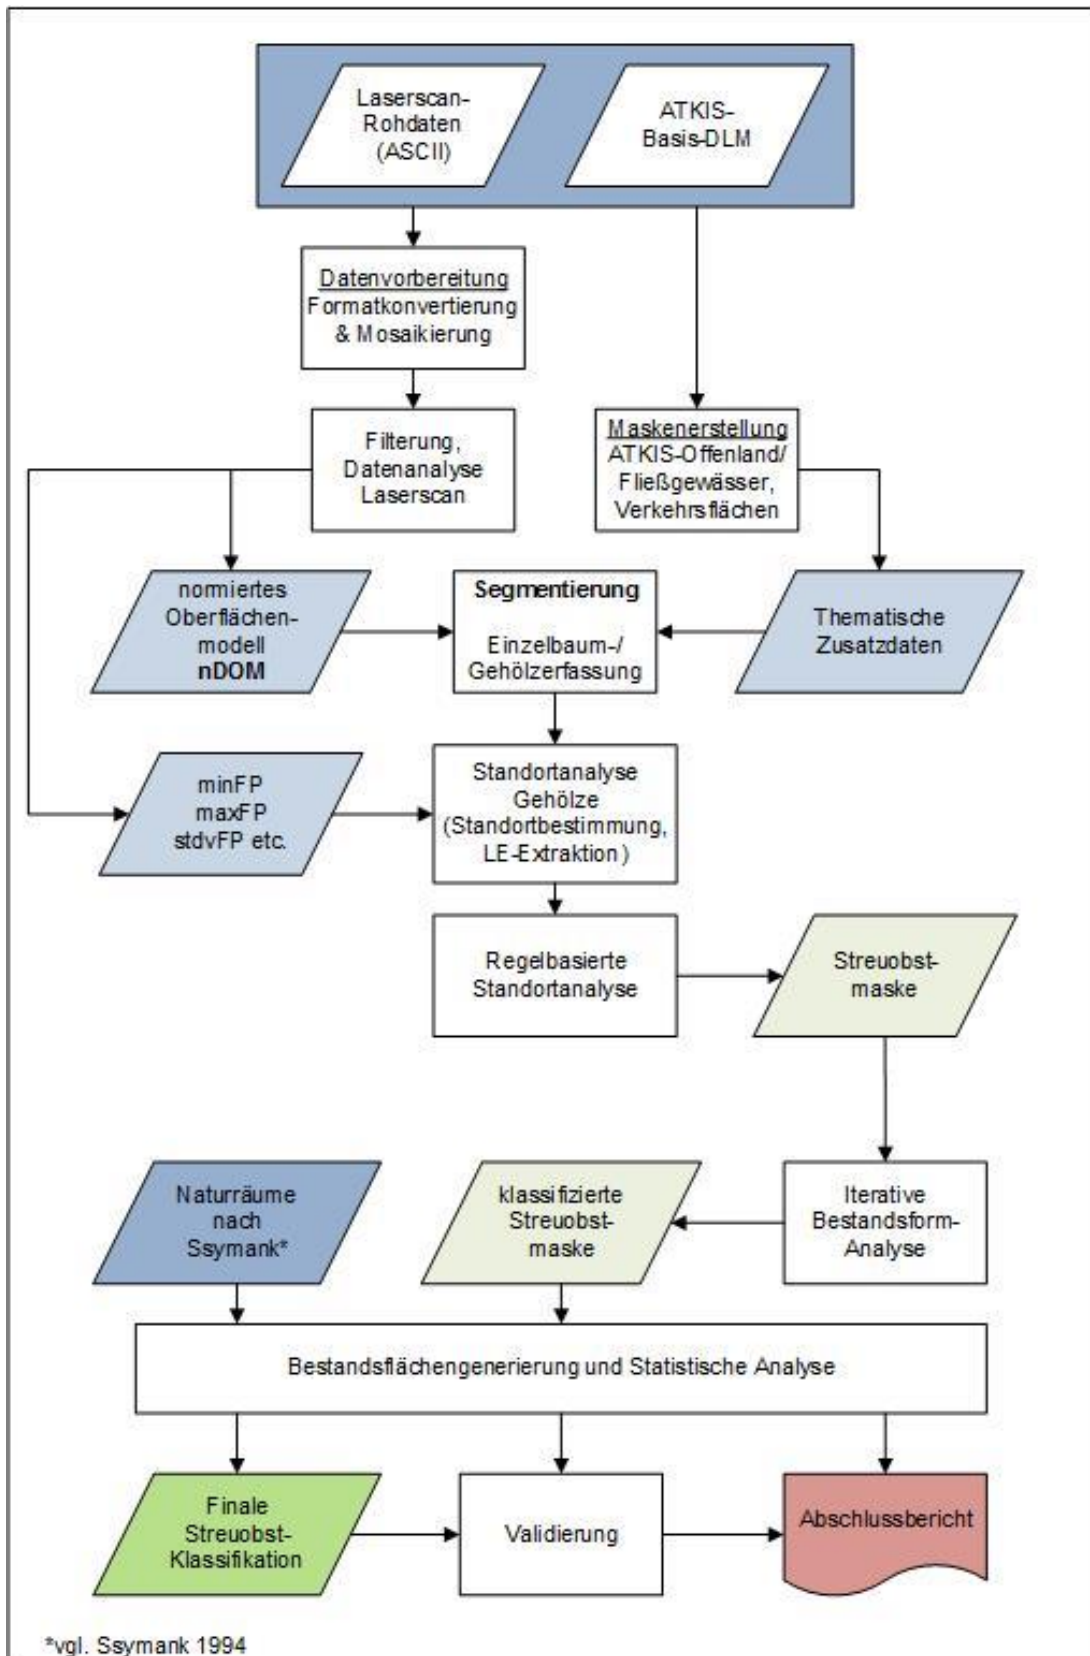 Laserscan-
Rohdaten
(ASCII)
ATKIS-
Basis-DLM
Datenvorbereitung
Formatkonvertierung
& Mosaikierung
Filterung,
Datenanalyse
Laserscan
Maskenerstellung
ATKIS-Offenland/
Fließgewässer,
Verkehrsflächen
normiertes
Oberflächen-
modell
nDOM
Segmentierung
Einzelbaum-/
Gehölzerfassung
Thematische
Zusatzdaten
minFP
maxFP
stdvFP etc.
Standortanalyse
Gehölze
(Standortbestimmung,
LE-Extraktion)
Regelbasierte
Standortanalyse
Streuobst-
maske
Naturräume
nach
Ssymank*
klassifizierte
Streuobst-
maske
Iterative
Bestandsform-
Analyse
Bestandsflächengenerierung und Statistische Analyse
Finale
Streuobst-
Klassifikation
Validierung
Abschlussbericht
*vgl. Ssymank 1994